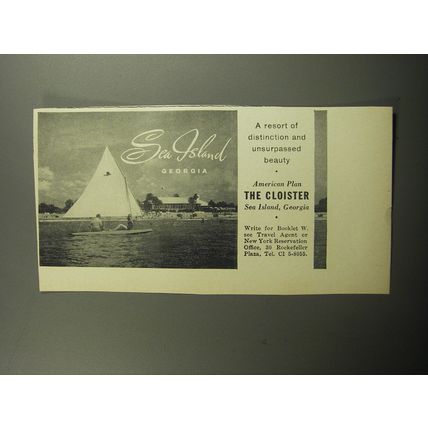 Sea Island
GEORGIA
A resort of
distinction and
unsurpassed
beauty
American Plan
THE CLOISTER
Sea Island, Georgia
Write for Booklet W.
see Travel Agent or
New York Reservation
Office, 30 Rockefeller
Plaza, Tel. CI 5-8055.